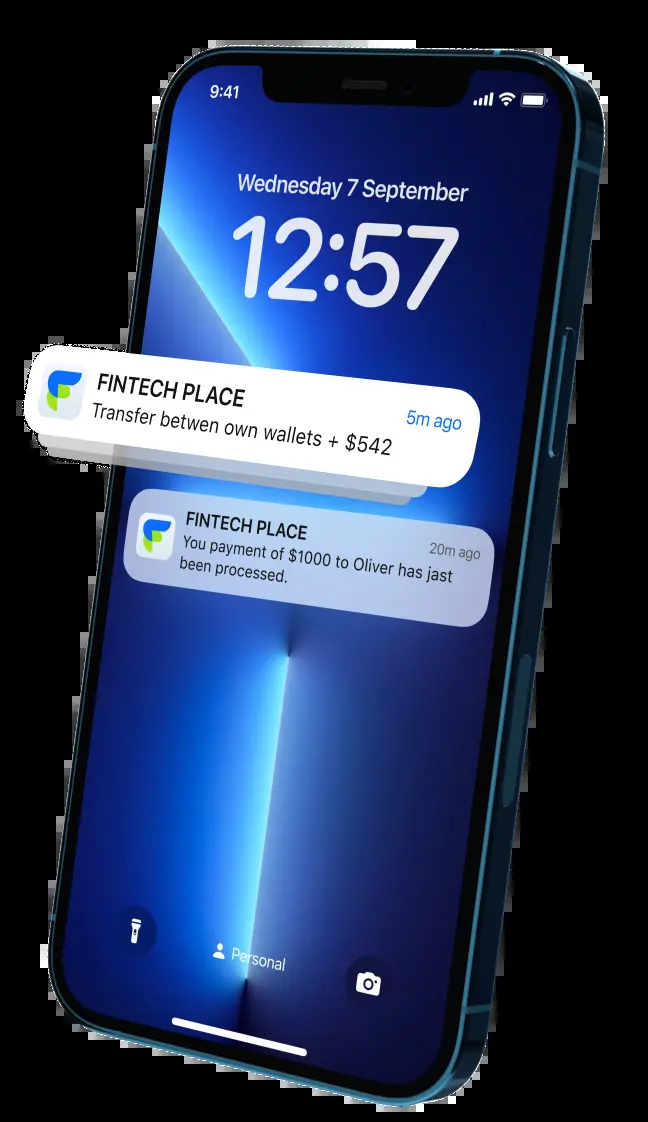 9:41
Wednesday 7 September
12:57
FINTECH PLACE
5m ago
Transfer betwen own wallets + $542
FINTECH PLACE
20m ago
You payment of $1000 to Oliver has jast
been processed.
Personal